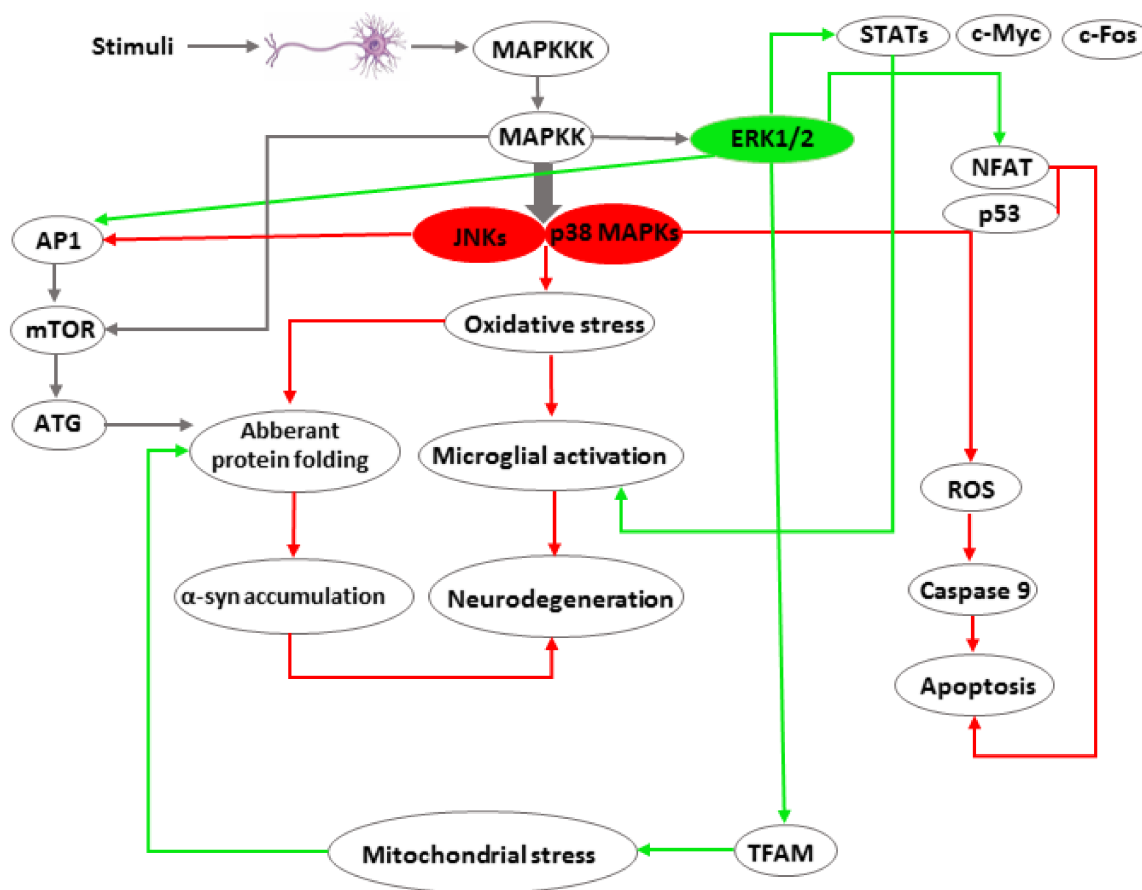 Stimuli
MAPKKK
STATs
c-Myc
c-Fos
MAPKK
ERK1/2
NFAT
p53
AP1
JNKs
p38 MAPKs
mTOR
Oxidative stress
ATG
Abberant
protein folding
Microglial activation
ROS
α-syn accumulation
Neurodegeneration
Caspase 9
Apoptosis
Mitochondrial stress
TFAM